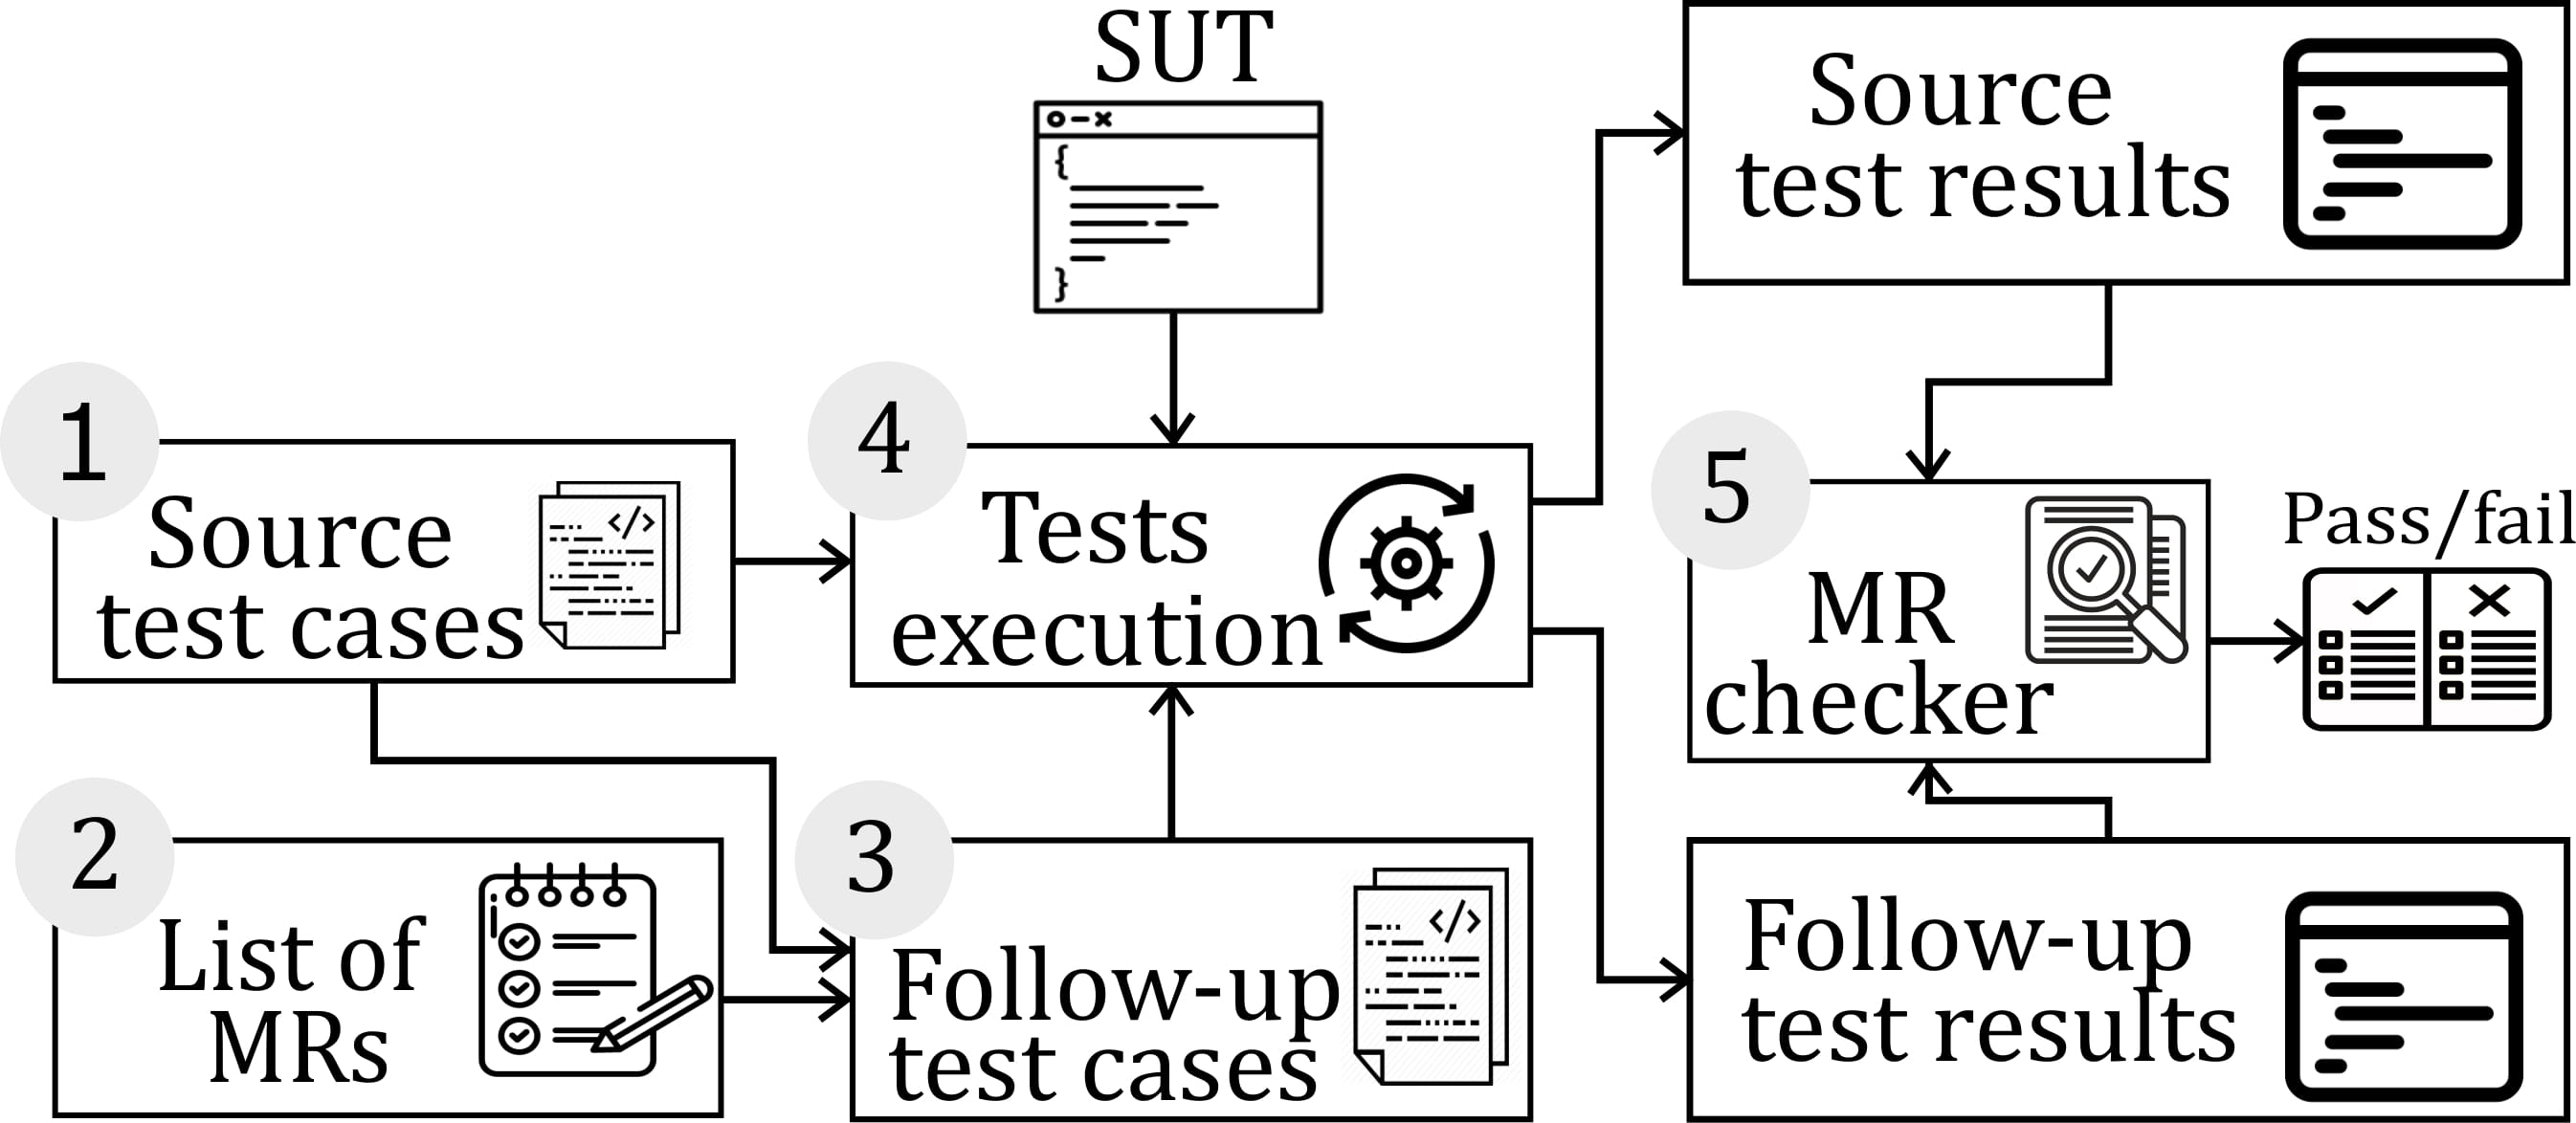 SUT
Source
test results
1
Source
test cases
4
Tests
execution
5
MR
checker
Pass/fail
2
List of
MRs
3
Follow-up
test cases
Follow-up
test results